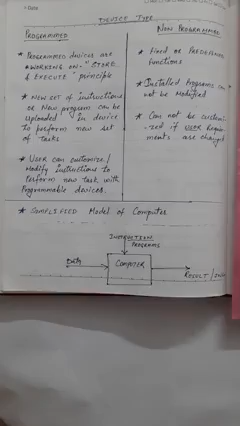 DEVICE TYPE
PROGRAMMED
* PROGRAMMED devices are
WORKING ON - " STORE
& EXECUTE " principle
* NEW SET of instructions
or New program can be
Uploaded in device
to perform new set
of tasks
* USER can customize /
Modify instructions to
Perform new task with
Programmable devices.
NON PROGRAMMED
* Fixed or PREDEFINED
functions
* Installed Programs can
not be Modified
* Can not be customi
-zed if USER Require
ments are changed
* SIMPLIFIED Model of Computer
INSTRUCTION
PROGRAMS
Data
COMPUTER
RESULT /